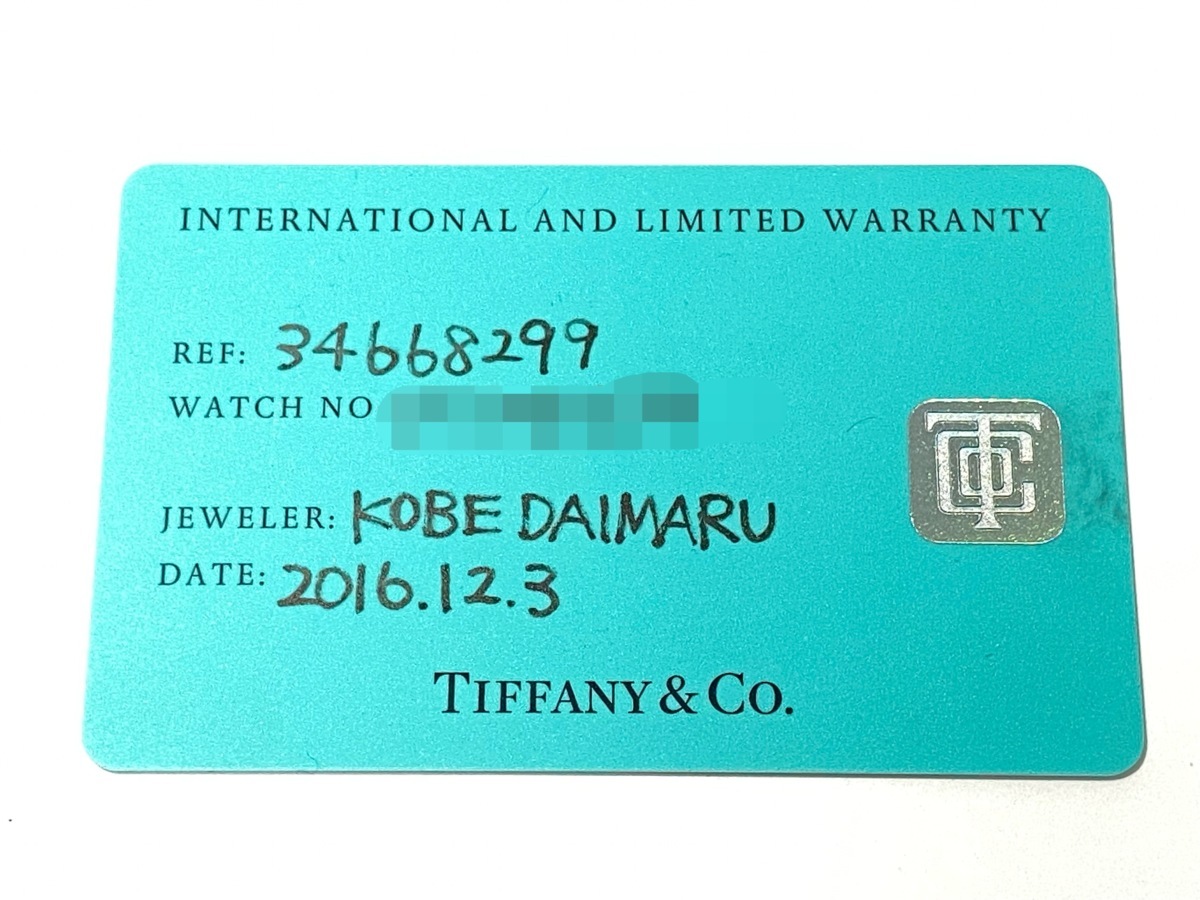 INTERNATIONAL AND LIMITED WARRANTY
REF: 34668299
WATCH NO
JEWELER: KOBE DAIMARU
DATE: 2016.12.3
TIFFANY & CO.